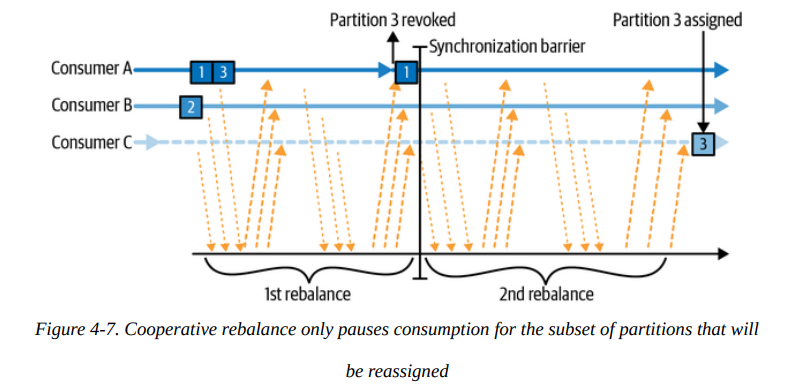 Partition 3 revoked
Partition 3 assigned
Synchronization barrier
Consumer A
1 3
1
Consumer B
2
Consumer C
3
1st rebalance
2nd rebalance
Figure 4-7. Cooperative rebalance only pauses consumption for the subset of partitions that will
be reassigned